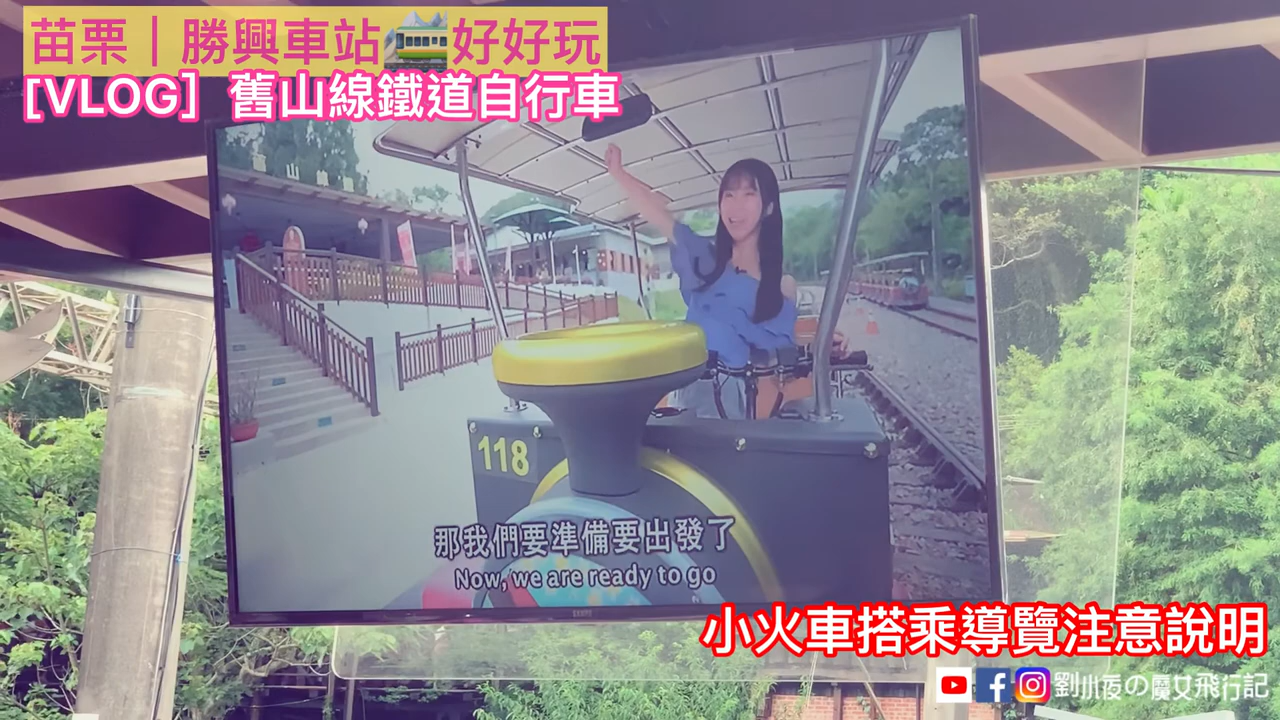 苗栗｜勝興車站🚞好好玩
[VLOG］舊山線鐵道自行車
118
那我們要準備要出發了
Now, we are ready to go
SAMPO
小火車搭乘導覽注意說明
劉小夜の魔女飛行記